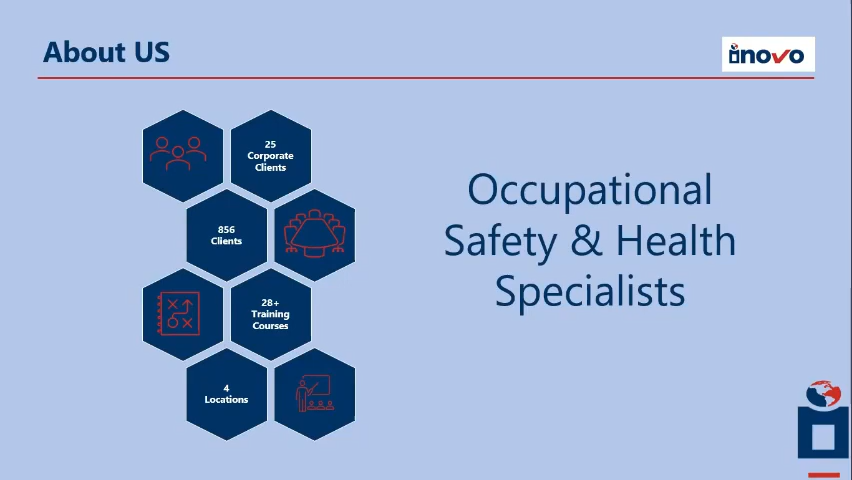 About US
inovo
25
Corporate
Clients
856
Clients
28+
Training
Courses
4
Locations
Occupational
Safety & Health
Specialists